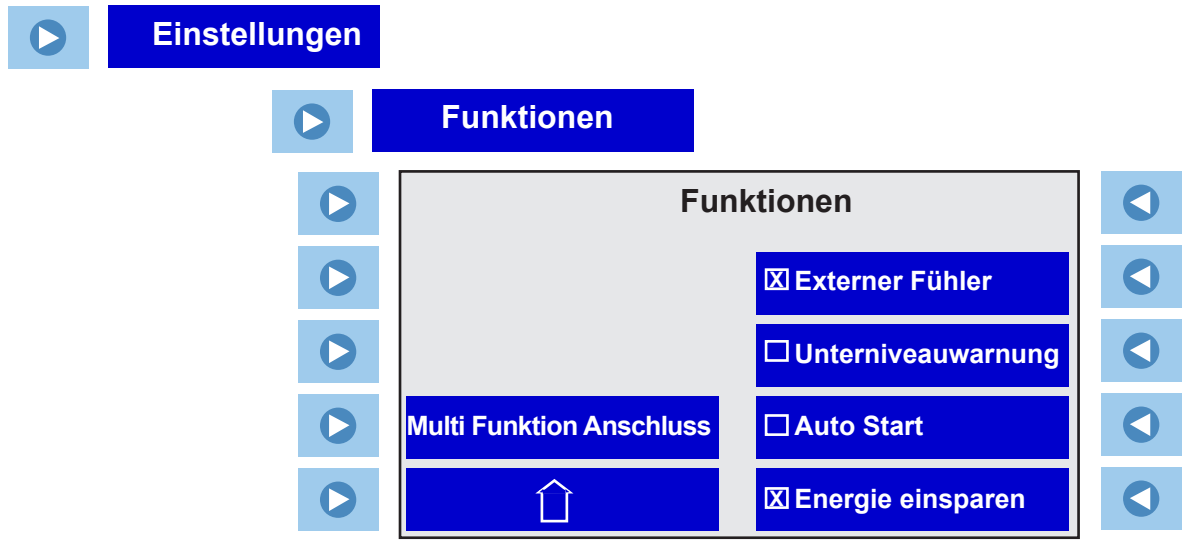 Einstellungen
Funktionen
Funktionen
☒ Externer Fühler
☐ Unterniveauwarnung
Multi Funktion Anschluss
☐ Auto Start
☒ Energie einsparen